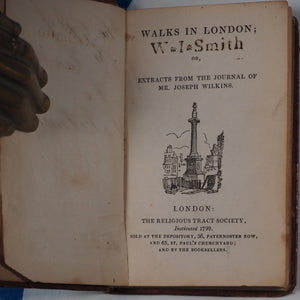 WALKS IN LONDON;
W.I.Smith
or,
EXTRACTS FROM THE JOURNAL OF
MR. JOSEPH WILKINS.
LONDON:
THE RELIGIOUS TRACT SOCIETY,
Instituted 1799.
SOLD AT THE DEPOSITORY, 56, PATERNOSTER ROW,
AND 65, ST. PAUL'S CHURCHYARD;
AND BY THE BOOKSELLERS.